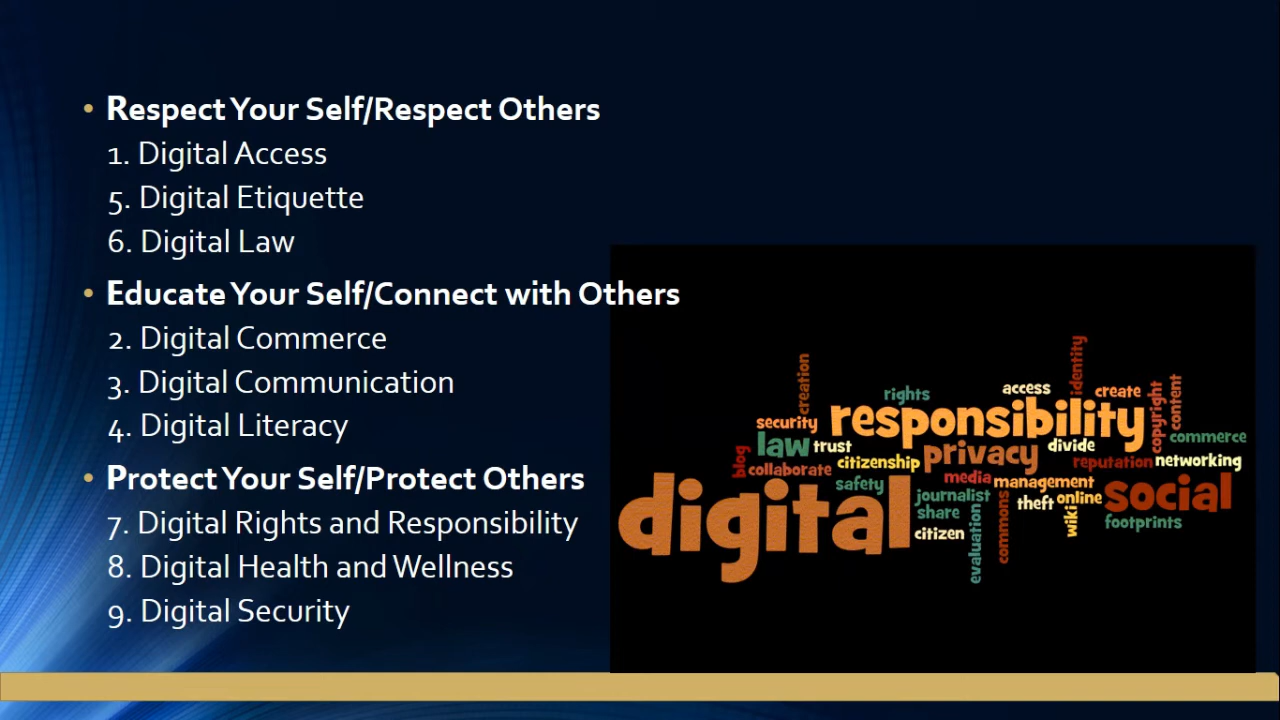 • Respect Your Self/Respect Others
1. Digital Access
5. Digital Etiquette
6. Digital Law
• Educate Your Self/Connect with Others
2. Digital Commerce
3. Digital Communication
4. Digital Literacy
• Protect Your Self/Protect Others
7. Digital Rights and Responsibility
8. Digital Health and Wellness
9. Digital Security
creation
rights
access
identity
create
copyright
content
security
responsibility
commerce
law
trust
divide
blog
collaborate
citizenship
privacy
reputation
networking
digital
safety
media
management
journalist
theft
online
social
share
wiki
footprints
citizen
evaluation
commons